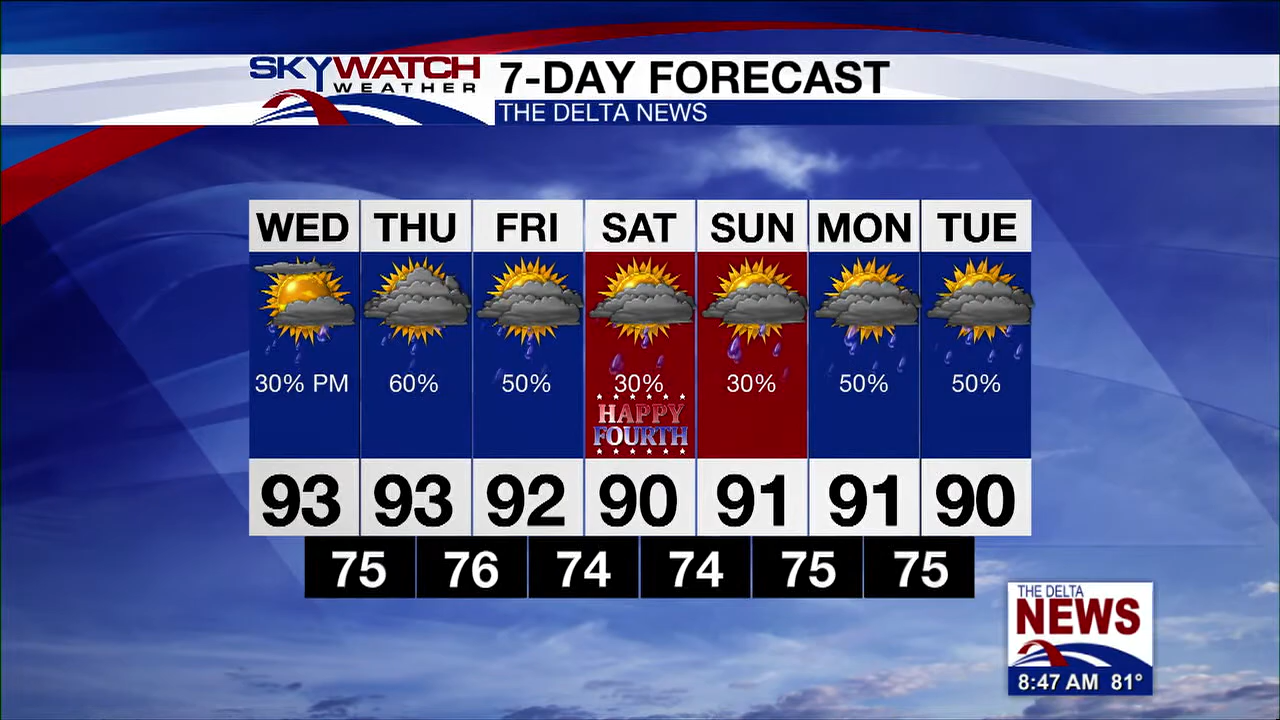 SKYWATCH
WEATHER
7-DAY FORECAST
THE DELTA NEWS
WED THU FRI SAT SUN MON TUE
30% PM 60% 50% 30% 30% 50% 50%
HAPPY
FOURTH
93 93 92 90 91 91 90
75 76 74 74 75 75
THE DELTA
NEWS
8:47 AM 81°